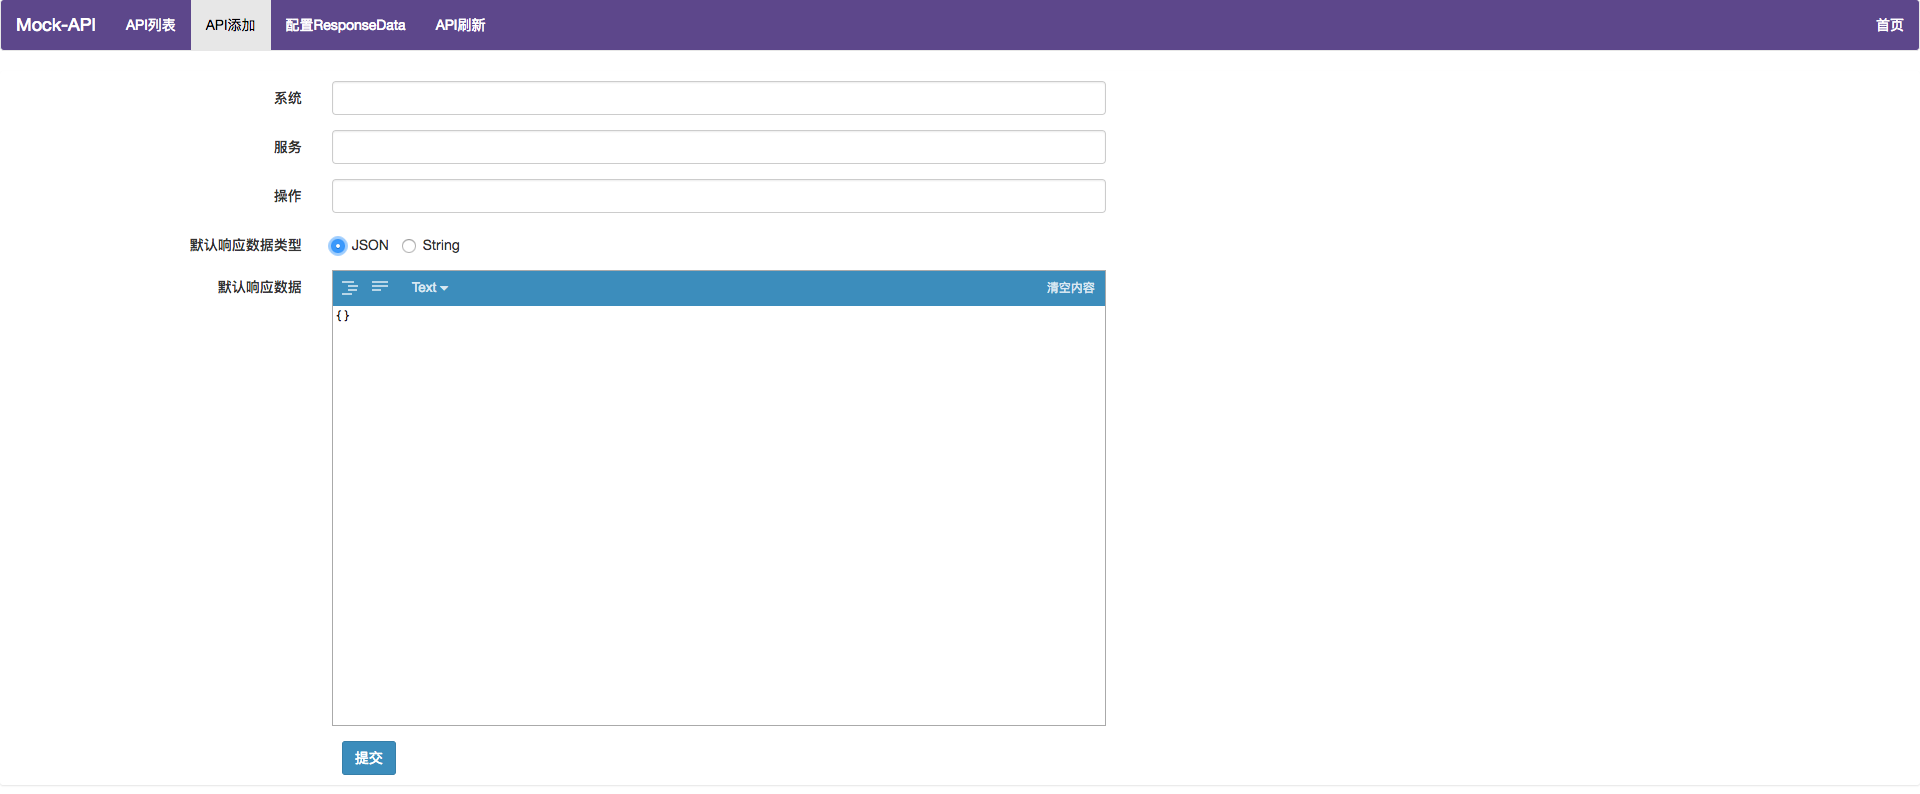 Mock-API API列表 API添加 配置ResponseData API刷新 首页
系统
服务
操作
默认响应数据类型 JSON String
默认响应数据 Text 清空内容
{}
提交